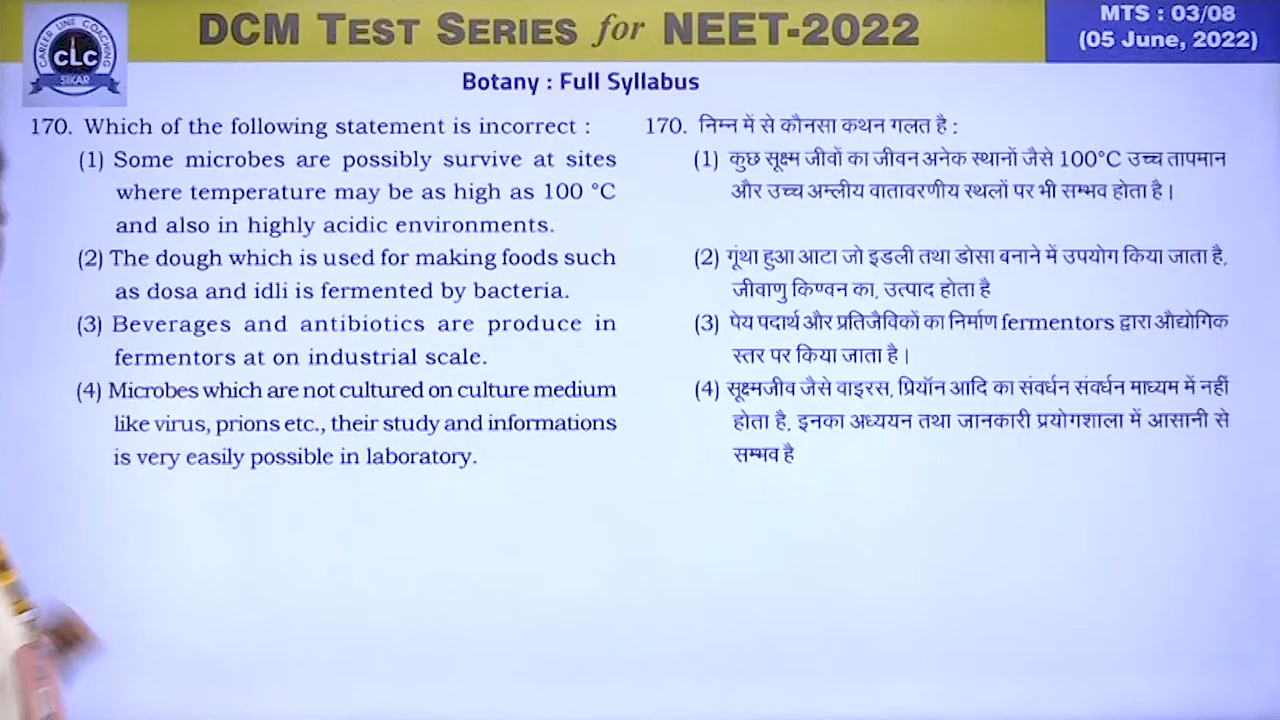 CAREER LINE COACHING
CLC
SIKAR
DCM TEST SERIES for NEET-2022
MTS : 03/08
(05 June, 2022)
Botany : Full Syllabus
170. Which of the following statement is incorrect :
(1) Some microbes are possibly survive at sites
where temperature may be as high as 100 °C
and also in highly acidic environments.
(2) The dough which is used for making foods such
as dosa and idli is fermented by bacteria.
(3) Beverages and antibiotics are produce in
fermentors at on industrial scale.
(4) Microbes which are not cultured on culture medium
like virus, prions etc., their study and informations
is very easily possible in laboratory.
170. निम्न में से कौनसा कथन गलत है :
(1) कुछ सूक्ष्म जीवों का जीवन अनेक स्थानों जैसे 100°C उच्च तापमान
और उच्च अम्लीय वातावरणीय स्थलों पर भी सम्भव होता है।
(2) गूंथा हुआ आटा जो इडली तथा डोसा बनाने में उपयोग किया जाता है,
जीवाणु किण्वन का, उत्पाद होता है
(3) पेय पदार्थ और प्रतिजैविकों का निर्माण fermentors द्वारा औद्योगिक
स्तर पर किया जाता है।
(4) सूक्ष्मजीव जैसे वाइरस, प्रियॉन आदि का संवर्धन संवर्धन माध्यम में नहीं
होता है, इनका अध्ययन तथा जानकारी प्रयोगशाला में आसानी से
सम्भव है